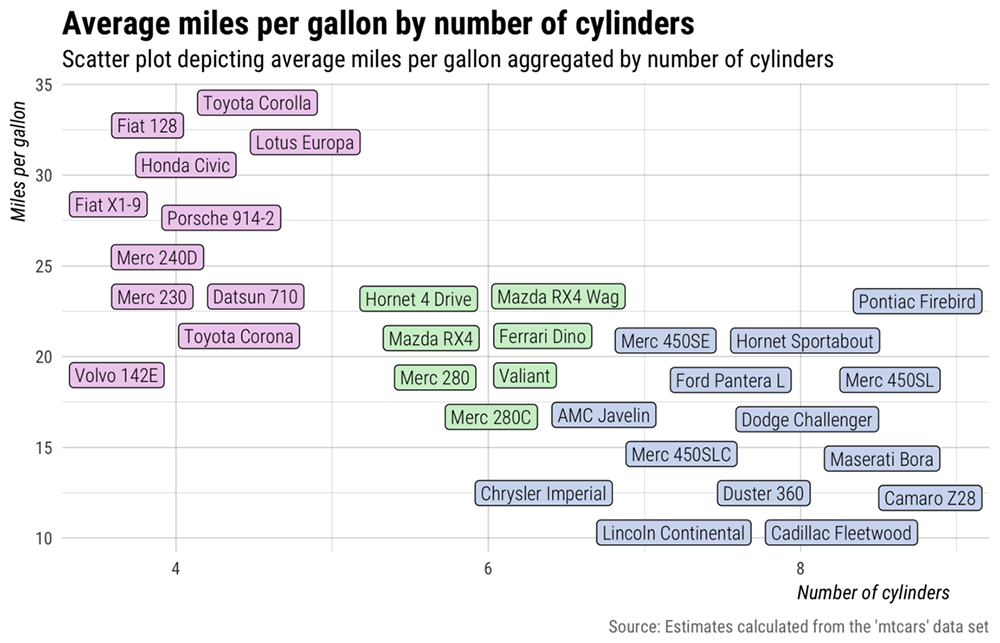 Average miles per gallon by number of cylinders
Scatter plot depicting average miles per gallon aggregated by number of cylinders
Miles per gallon
35
30
25
20
15
10
Toyota Corolla
Fiat 128
Lotus Europa
Honda Civic
Fiat X1-9
Porsche 914-2
Merc 240D
Merc 230
Datsun 710
Hornet 4 Drive
Mazda RX4 Wag
Pontiac Firebird
Toyota Corona
Mazda RX4
Ferrari Dino
Merc 450SE
Hornet Sportabout
Volvo 142E
Merc 280
Valiant
Ford Pantera L
Merc 450SL
Merc 280C
AMC Javelin
Dodge Challenger
Merc 450SLC
Maserati Bora
Chrysler Imperial
Duster 360
Camaro Z28
Lincoln Continental
Cadillac Fleetwood
4
6
8
Number of cylinders
Source: Estimates calculated from the 'mtcars' data set